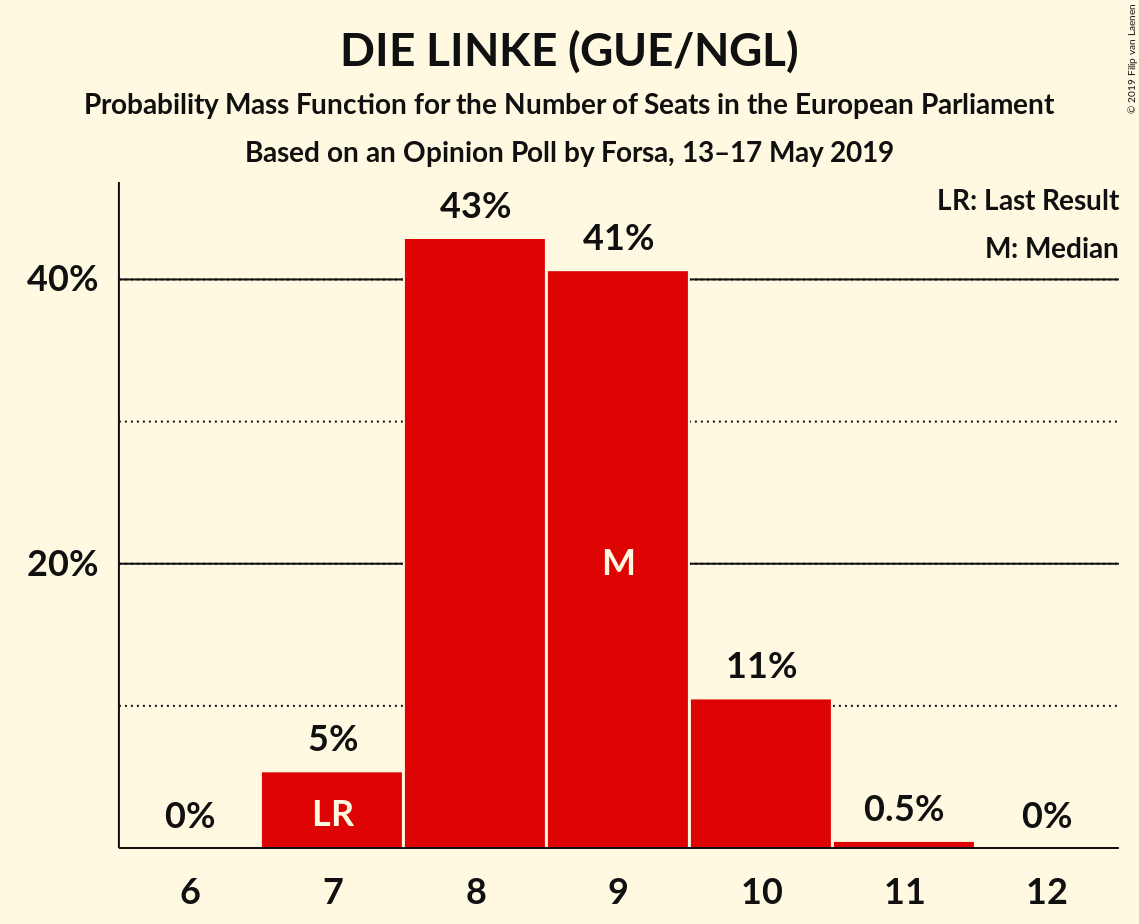 DIE LINKE (GUE/NGL)
Probability Mass Function for the Number of Seats in the European Parliament
Based on an Opinion Poll by Forsa, 13–17 May 2019
© 2019 Filip van Laenen
LR: Last Result
M: Median
43%
41%
40%
20%
M
11%
5%
LR
0%
0.5%
0%
6 7 8 9 10 11 12